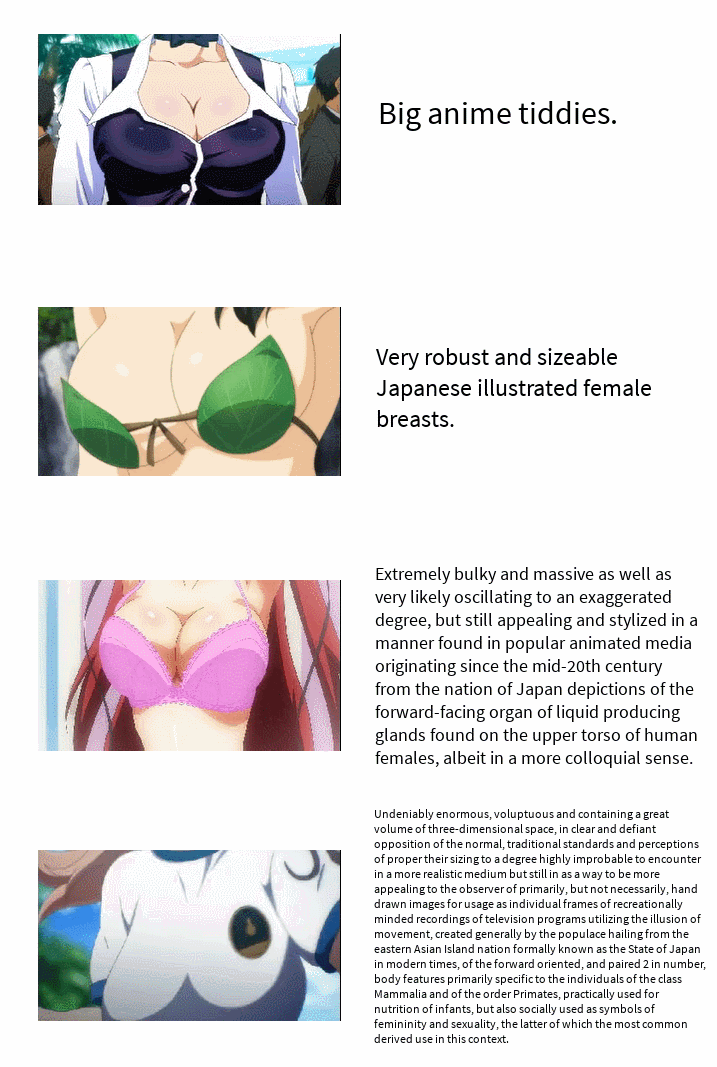 Big anime tiddies.
Very robust and sizeable
Japanese illustrated female
breasts.
Extremely bulky and massive as well as
very likely oscillating to an exaggerated
degree, but still appealing and stylized in a
manner found in popular animated media
originating since the mid-20th century
from the nation of Japan depictions of the
forward-facing organ of liquid producing
glands found on the upper torso of human
females, albeit in a more colloquial sense.
Undeniably enormous, voluptuous and containing a great
volume of three-dimensional space, in clear and defiant
opposition of the normal, traditional standards and perceptions
of proper their sizing to a degree highly improbable to encounter
in a more realistic medium but still in as a way to be more
appealing to the observer of primarily, but not necessarily, hand
drawn images for usage as individual frames of recreationally
minded recordings of television programs utilizing the illusion of
movement, created generally by the populace hailing from the
eastern Asian Island nation formally known as the State of Japan
in modern times, of the forward oriented, and paired 2 in number,
body features primarily specific to the individuals of the class
Mammalia and of the order Primates, practically used for
nutrition of infants, but also socially used as symbols of
femininity and sexuality, the latter of which the most common
derived use in this context.